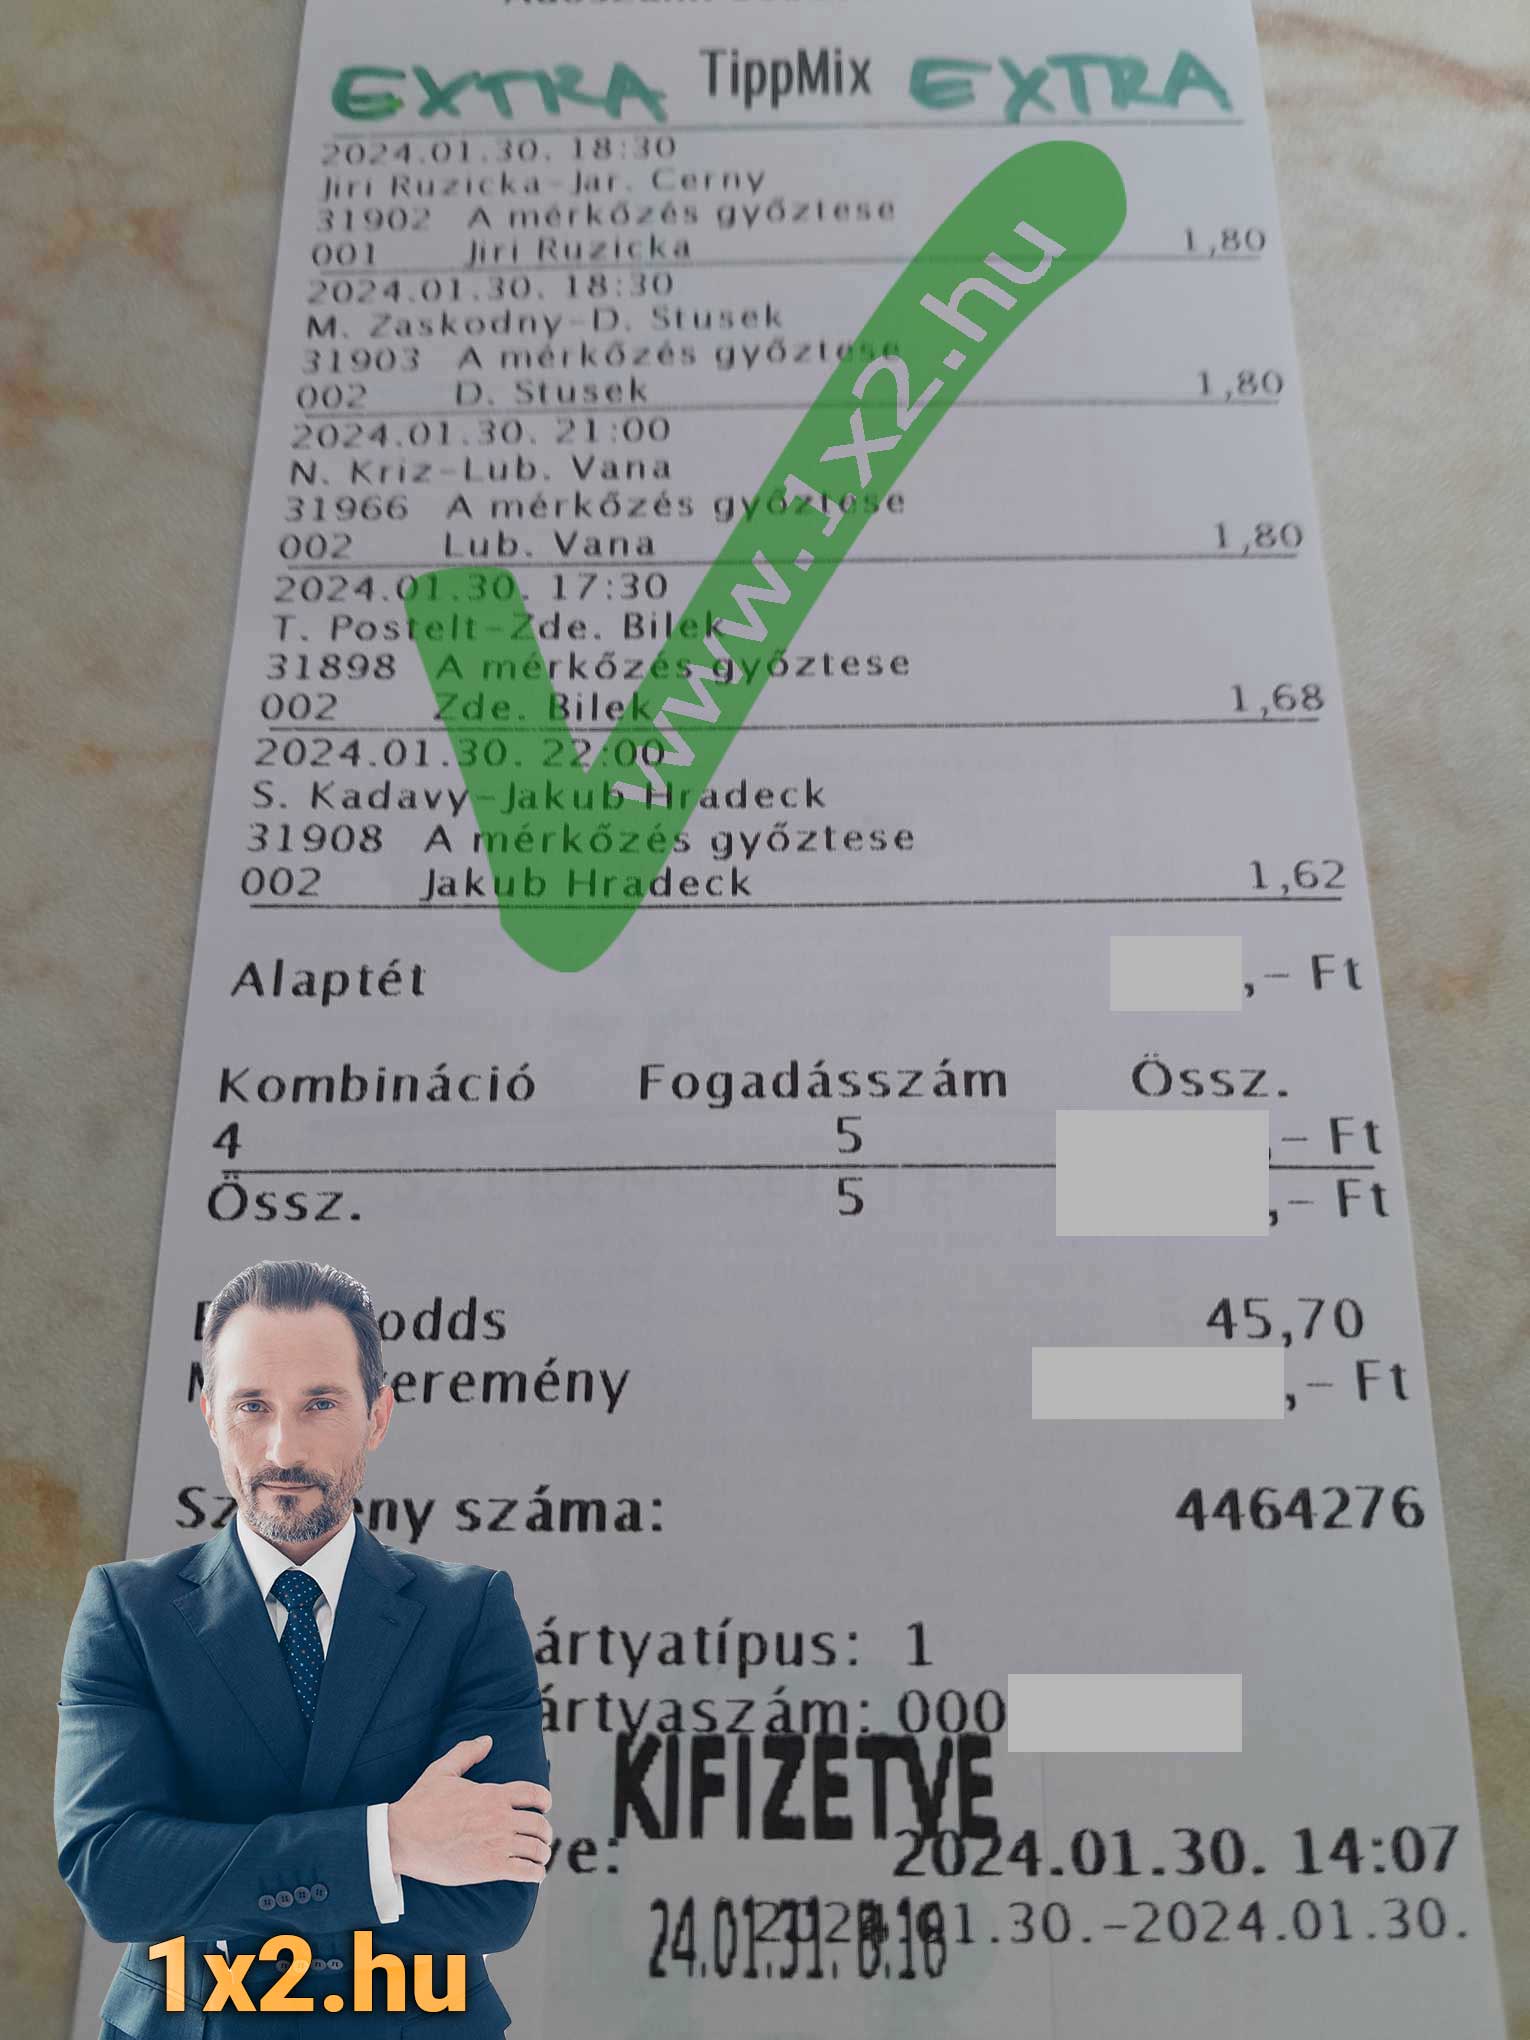 EXTRA TippMix EXTRA
2024.01.30. 18:30
Jiri Ruzicka-Jar. Cerny
31902 A mérkőzés győztese
001 Jiri Ruzicka 1,80
2024.01.30. 18:30
M. Zaskodny-D. Stusek
31903 A mérkőzés győztese
002 D. Stusek 1,80
2024.01.30. 21:00
N. Kriz-Lub. Vana
31966 A mérkőzés győztese
002 Lub. Vana 1,80
2024.01.30. 17:30
T. Postelt-Zde. Bilek
31898 A mérkőzés győztese
002 Zde. Bilek 1,68
2024.01.30. 22:00
S. Kadavy-Jakub Hradeck
31908 A mérkőzés győztese
002 Jakub Hradeck 1,62
www.1x2.hu
Alaptét ,- Ft
Kombináció Fogadásszám Össz.
4 5 ,- Ft
Össz. 5 ,- Ft
odds 45,70
,- Ft
száma: 4464276
ártyatípus: 1
ártyaszám: 000
KIFIZETVE
2024.01.30. 14:07
01.30.-2024.01.30.
1x2.hu